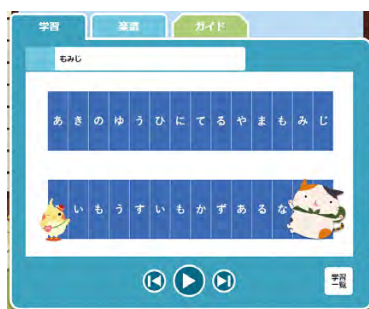 学習
楽譜
ガイド
もみじ
あきのゆうひにてるやまもみじ
いもうすいもかずあるな
学習
一覧